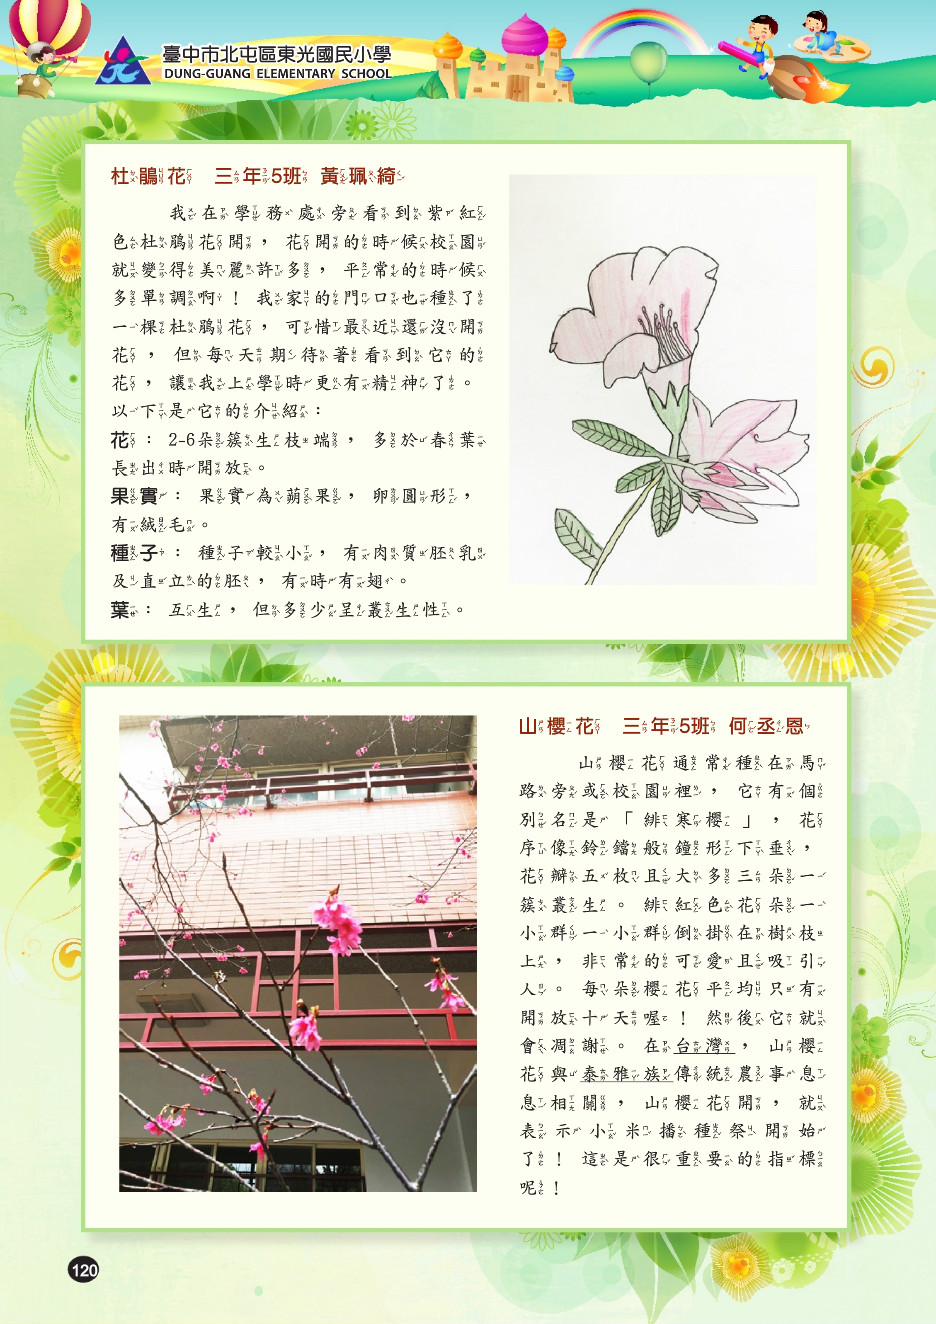 臺中市北屯區東光國民小學
DUNG-GUANG ELEMENTARY SCHOOL
杜鵑花 三年5班 黃珮綺
我在學務處旁看到紫紅
色杜鵑花開，花開的時候校園
就變得美麗許多，平常的時候
多單調啊！我家的門口也種了
一棵杜鵑花，可惜最近還沒開
花，但每天期待著看到它的
花，讓我上學時更有精神了。
以下是它的介紹：
花：2-6朵簇生枝端，多於春葉
長出時開放。
果實：果實為蒴果，卵圓形，
有絨毛。
種子：種子較小，有肉質胚乳
及直立的胚，有時有翅。
葉：互生，但多少呈叢生性。
山櫻花 三年5班 何丞恩
山櫻花通常種在馬
路旁或校園裡，它有個
別名是「緋寒櫻」，花
序像鈴鐺般鐘形下垂，
花瓣五枚且大多三朵一
簇叢生。緋紅色花朵一
小群一小群倒掛在樹枝
上，非常的可愛且吸引
人。每朵櫻花平均只有
開放十天喔！然後它就
會凋謝。在台灣，山櫻
花與泰雅族傳統農事息
息相關，山櫻花開，就
表示小米播種祭開始
了！這是很重要的指標
呢！
120